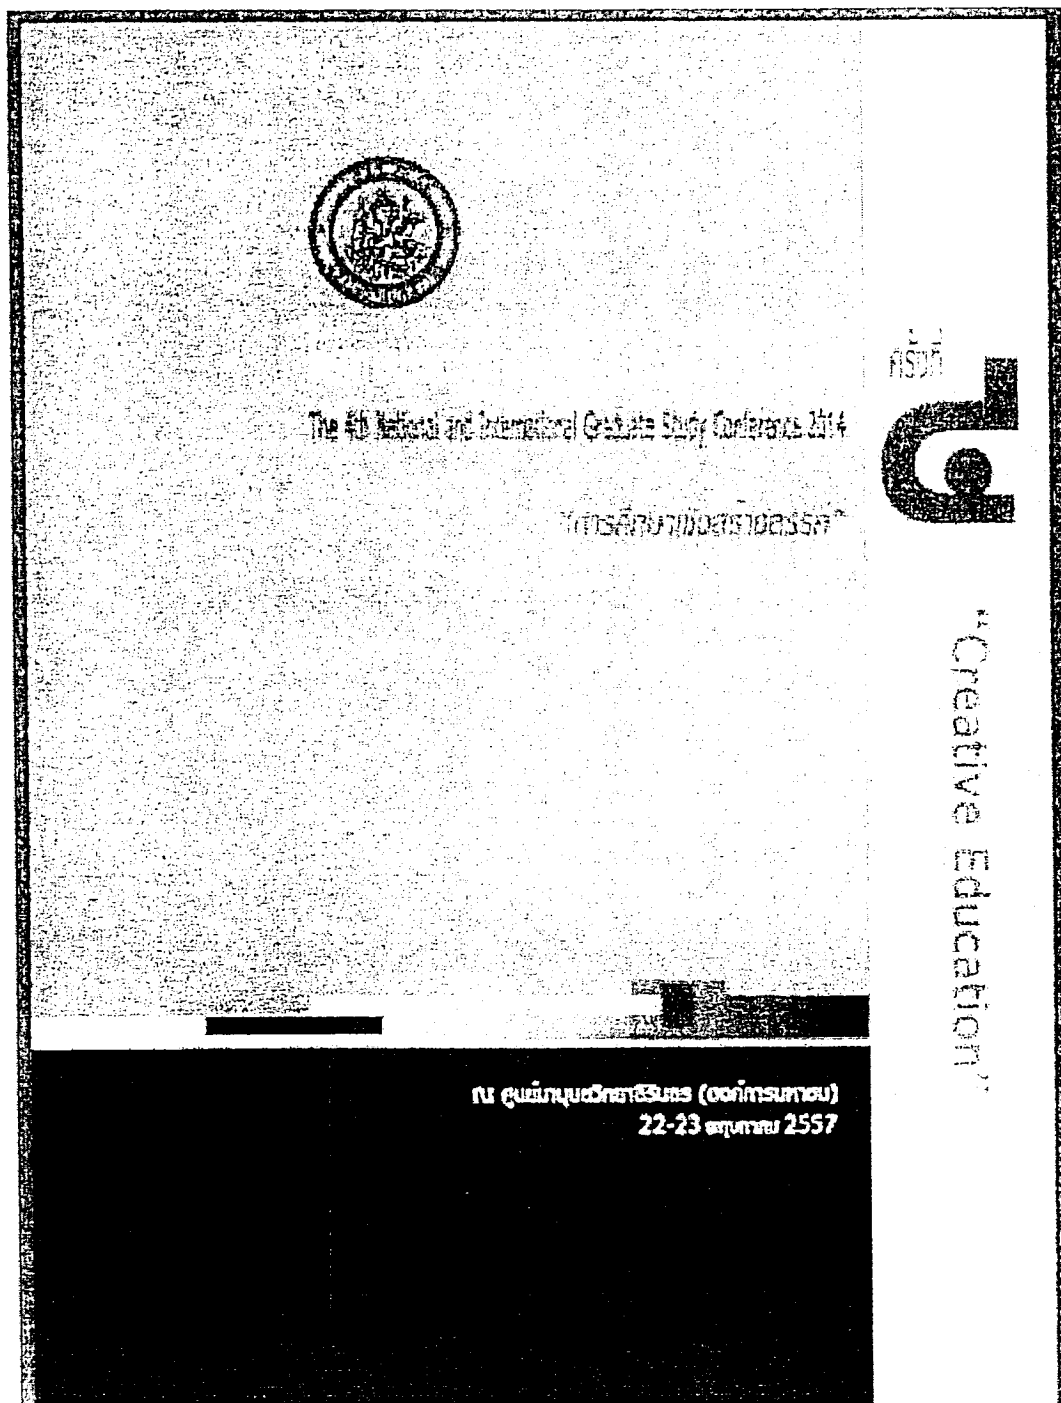 The 4th National and International Graduate Study Conference 2014
"การศึกษาเพื่อสร้างสรรค์"
ครั้งที่
๔
"Creative Education"
ณ ศูนย์มานุษยวิทยาสิรินธร (องค์การมหาชน)
22-23 พฤษภาคม 2557